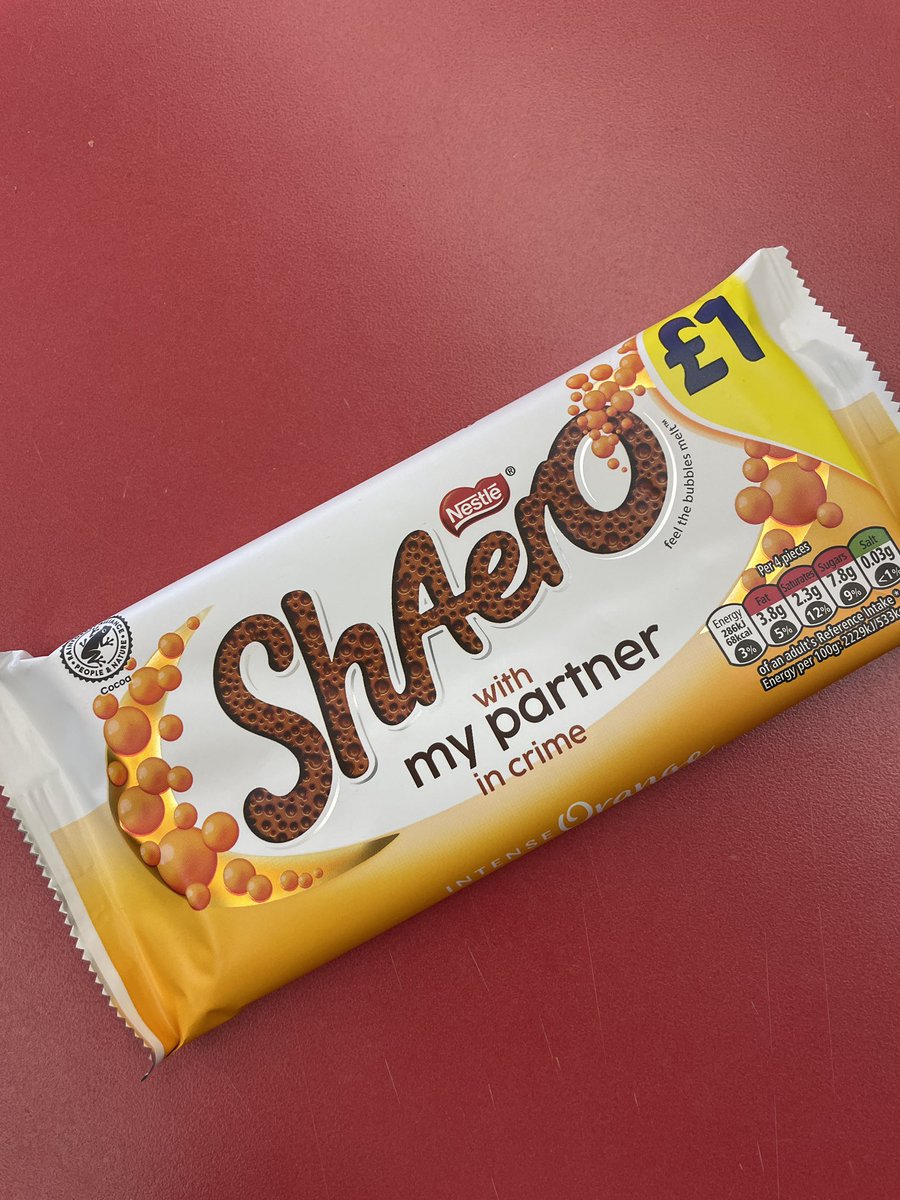 £1
Nestlé®
ShAero
feel the bubbles melt™
with
my partner
in crime
INTENSE Orange
PEOPLE & NATURE
Cocoa
Per 4 pieces
Energy
286kJ
68kcal
3%
Fat
3.8g
5%
Saturates
2.3g
12%
Sugars
7.8g
9%
Salt
0.03g
<1%
of an adult's Reference Intake*
Energy per 100g: 2229kJ/533k